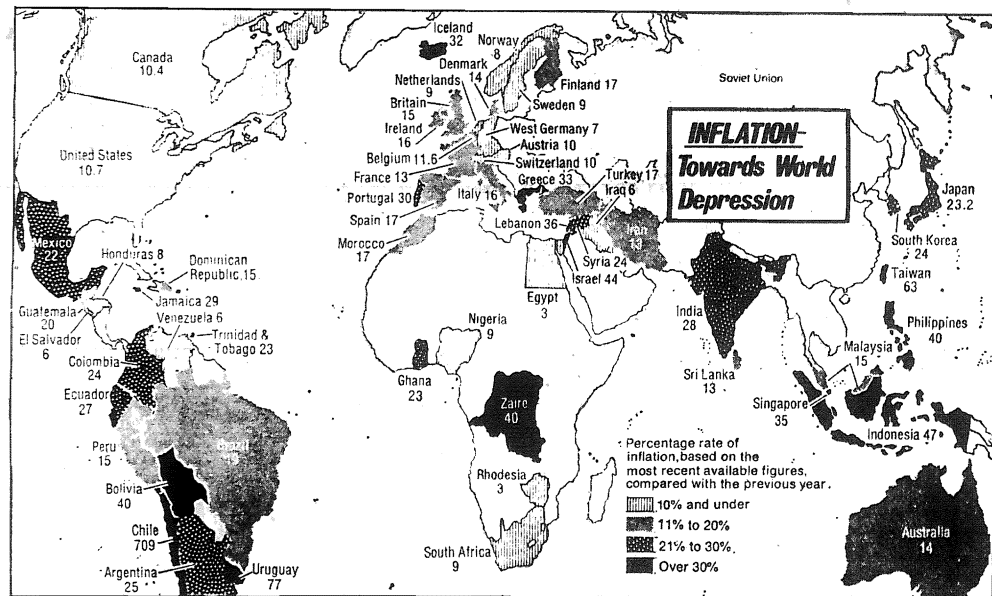 Iceland
32
Norway
8
Canada
10.4
Denmark
14
Netherlands
9
Finland 17
Soviet Union
Britain
15
Sweden 9
Ireland
16
West Germany 7
Austria 10
INFLATION-
Towards World
Depression
United States
10.7
Belgium 11.6
Switzerland 10
France 13
Greece 33
Turkey 17
Iraq 6
Portugal 30
Italy 16
Japan
23.2
Spain 17
Lebanon 36
Iran
Mexico
22
Morocco
17
South Korea
24
Honduras 8
Dominican
Republic, 15
Syria 24
Israel 44
Taiwan
63
Jamaica 29
Guatemala
20
Venezuela 6
Egypt
3
India
28
El Salvador
6
Trinidad &
Tobago 23
Nigeria
9
Philippines
40
Malaysia
15
Colombia
24
Ghana
23
Sri Lanka
13
Ecuador
27
Zaire
40
Singapore
35
Indonesia 47
Peru
15
Brazil
Percentage rate of
inflation, based on the
most recent available figures,
compared with the previous year.
Rhodesia
3
Bolivia
40
10% and under
11% to 20%
21% to 30%
Over 30%
Chile
709
Australia
14
South Africa
9
Argentina
25
Uruguay
77